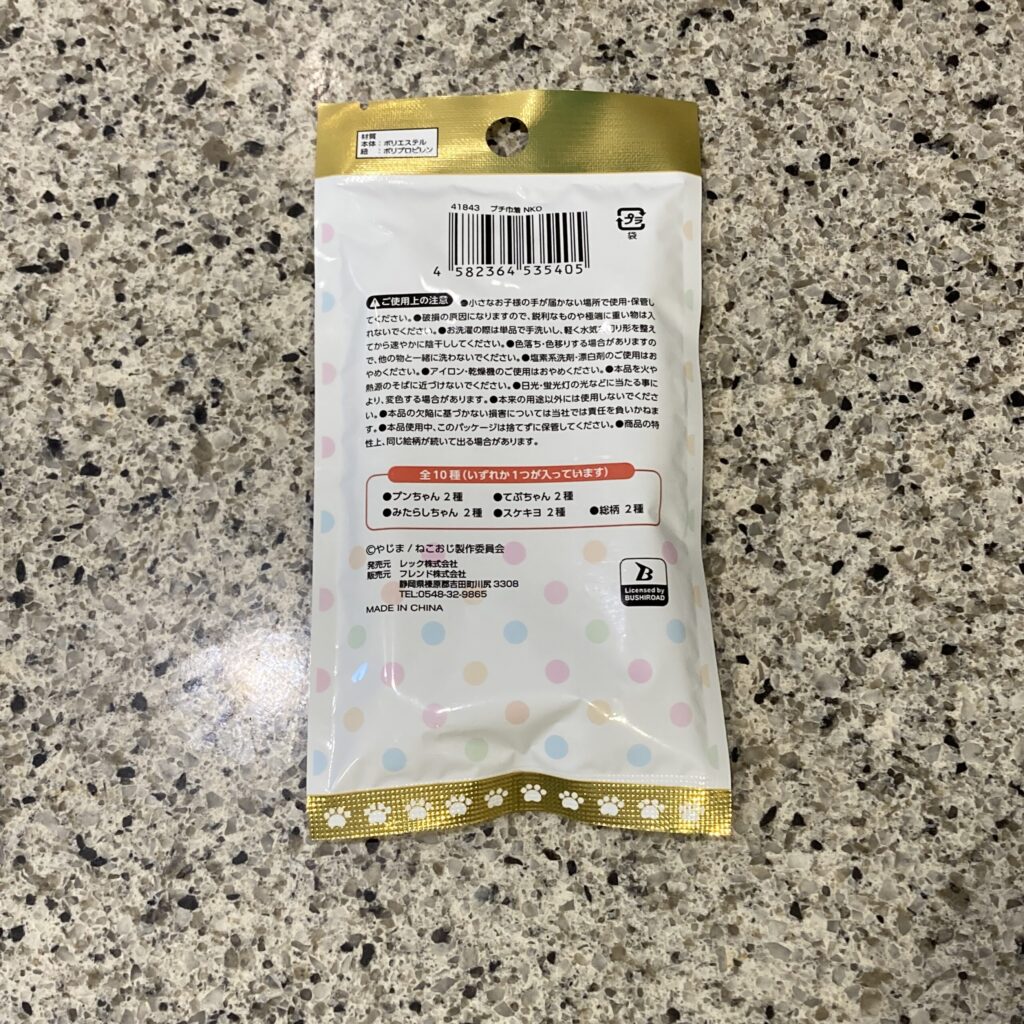 材質
本体：ポリエステル
紐　：ポリプロピレン
41843　プチ巾着 NKO
4 582364 535405
プラ
袋
ご使用上の注意 ●小さなお子様の手が届かない場所で使用・保管し
てください。●破損の原因になりますので、鋭利なものや極端に重い物は入
れないでください。●お洗濯の際は単品で手洗いし、軽く水気 切り形を整え
てから速やかに陰干ししてください。●色落ち・色移りする場合がありますの
で、他の物と一緒に洗わないでください。●塩素系洗剤・漂白剤のご使用はお
やめください。●アイロン・乾燥機のご使用はおやめください。●本品を火や
熱源のそばに近づけないでください。●日光・蛍光灯の光などに当たる事に
より、変色する場合があります。●本来の用途以外には使用しないでくださ
い。●本品の欠陥に基づかない損害については当社では責任を負いかねま
す。●本品使用中、このパッケージは捨てずに保管してください。●商品の特
性上、同じ絵柄が続いて出る場合があります。
全10種(いずれか1つが入っています)
●プンちゃん 2種　●てぷちゃん 2種
●みたらしちゃん 2種　●スケキヨ 2種　●総柄 2種
©やじま / ねこおじ製作委員会
発売元　レック株式会社
販売元　フレンド株式会社
静岡県榛原郡吉田町川尻 3308
TEL:0548-32-9865
MADE IN CHINA
B
Licensed by
BUSHIROAD